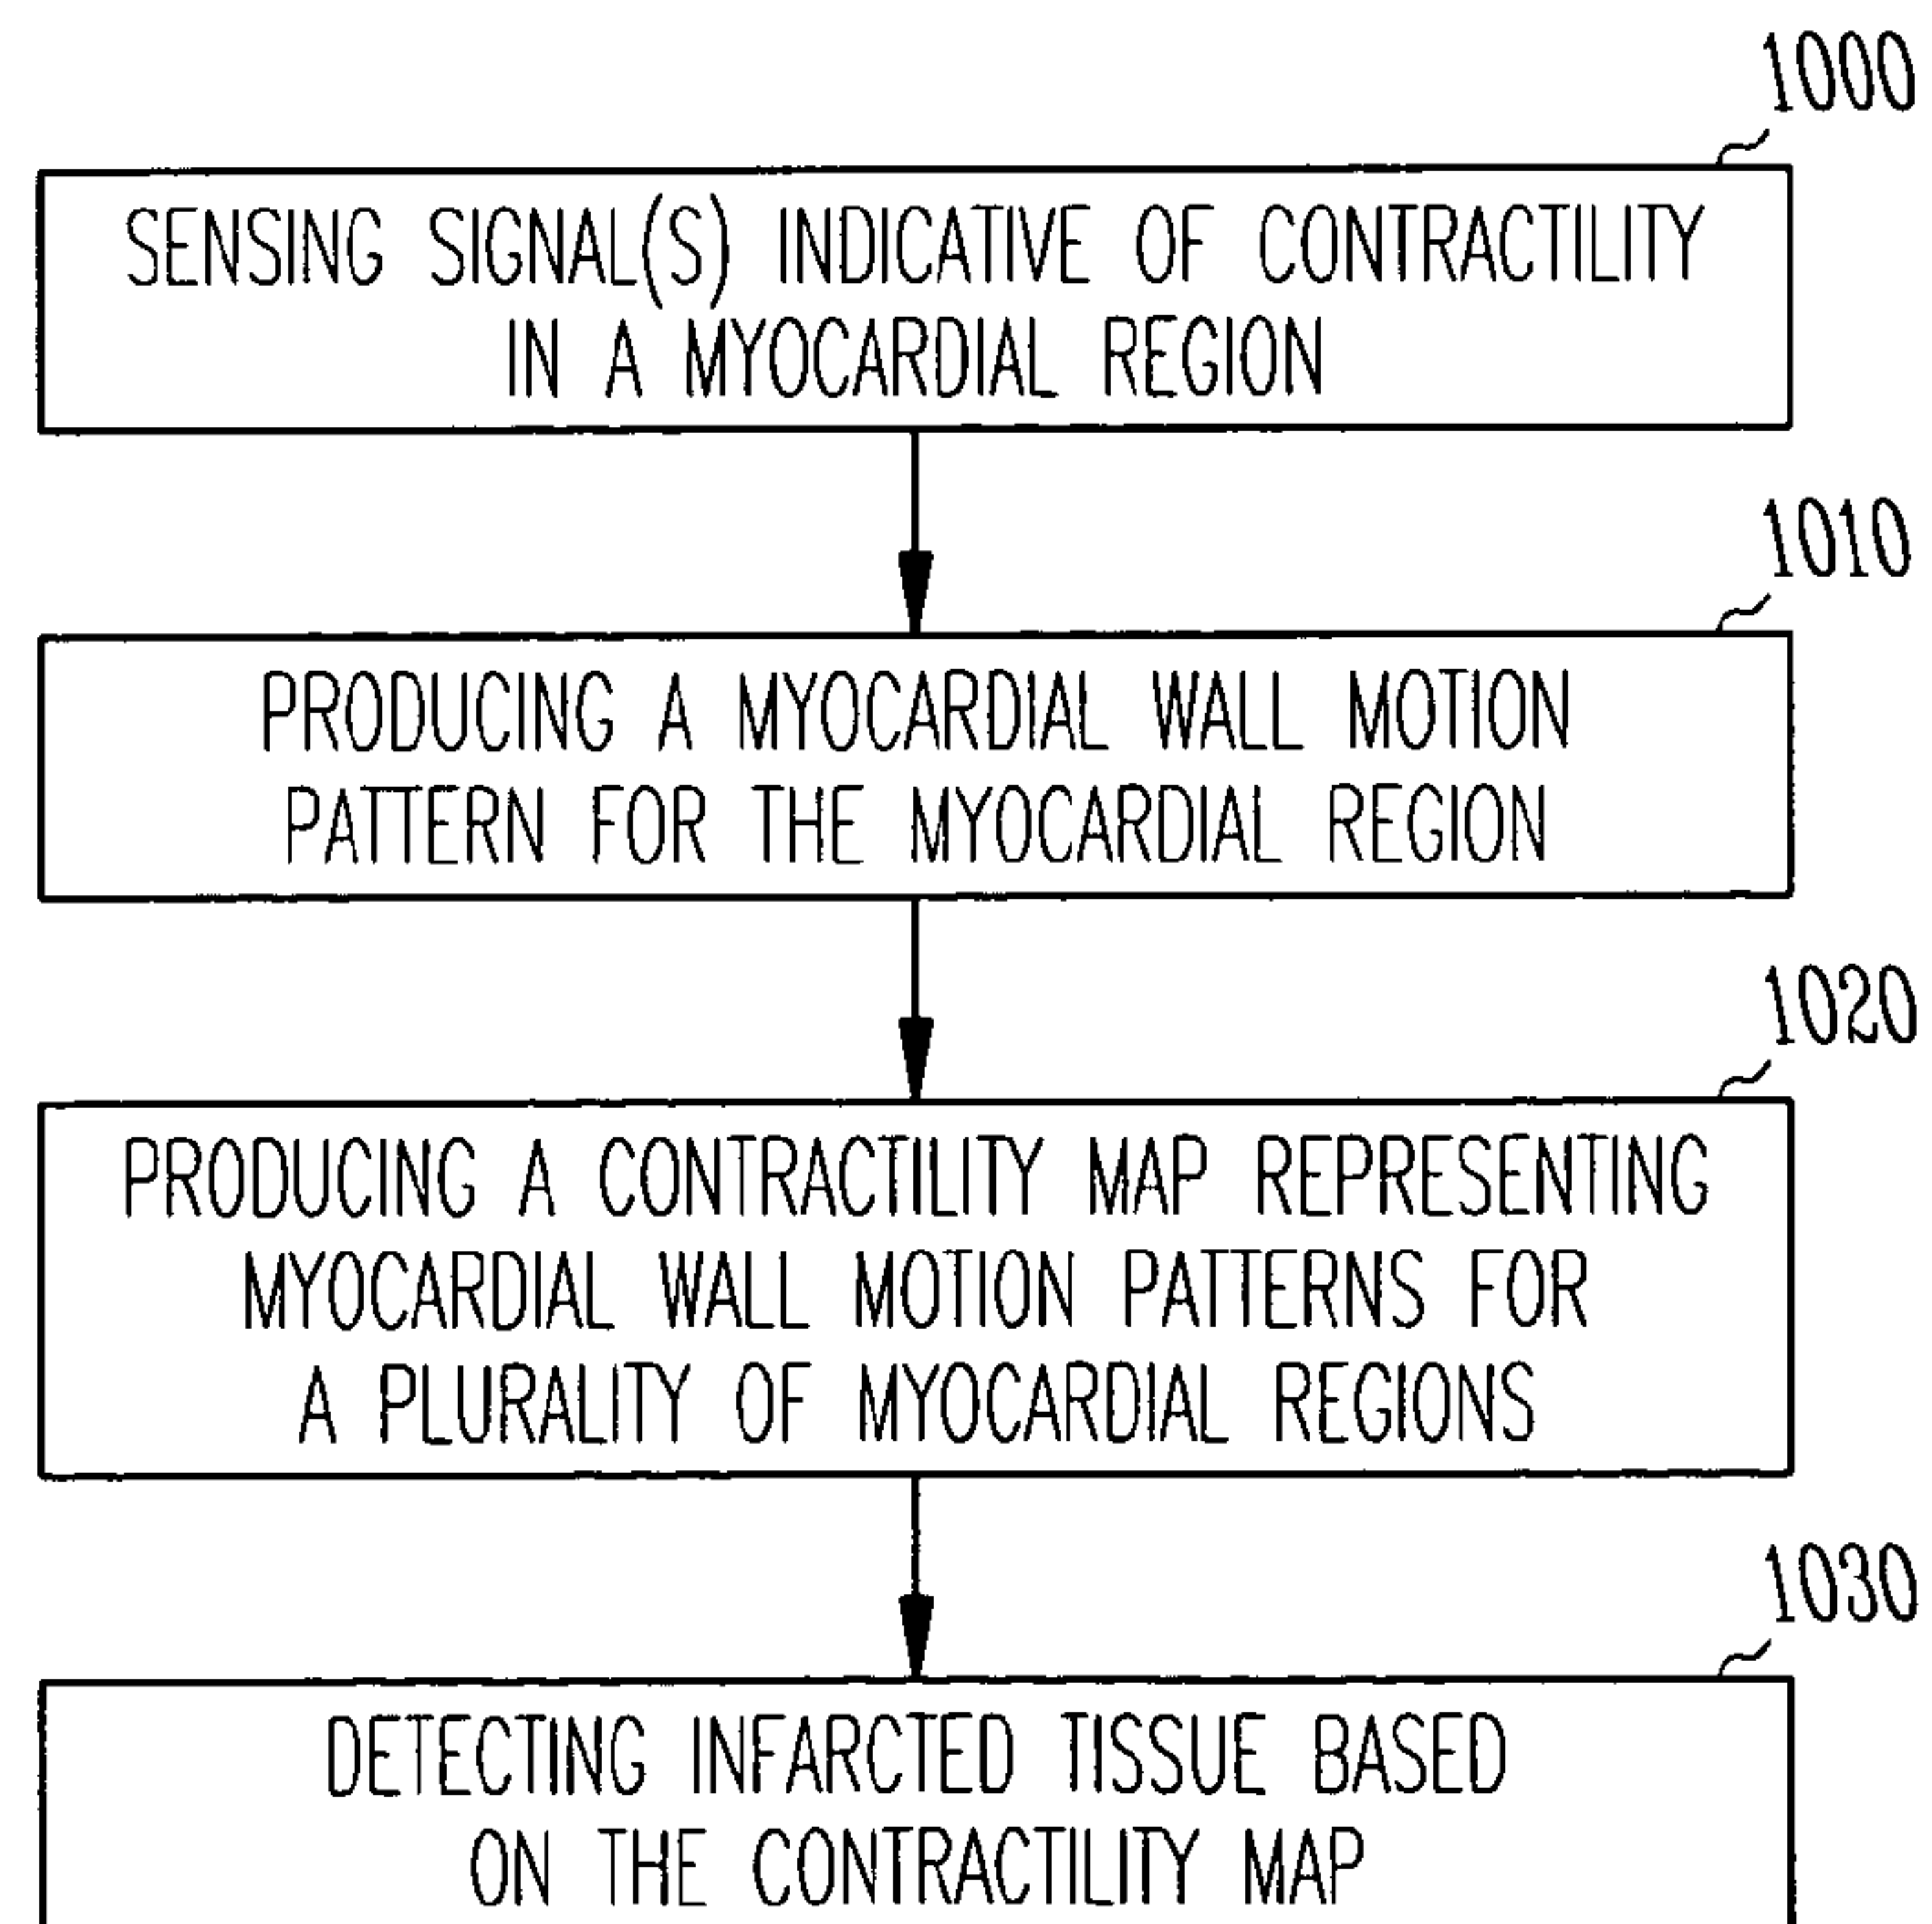 1000
SENSING SIGNAL(S) INDICATIVE OF CONTRACTILITY
IN A MYOCARDIAL REGION
1010
PRODUCING A MYOCARDIAL WALL MOTION
PATTERN FOR THE MYOCARDIAL REGION
1020
PRODUCING A CONTRACTILITY MAP REPRESENTING
MYOCARDIAL WALL MOTION PATTERNS FOR
A PLURALITY OF MYOCARDIAL REGIONS
1030
DETECTING INFARCTED TISSUE BASED
ON THE CONTRACTILITY MAP